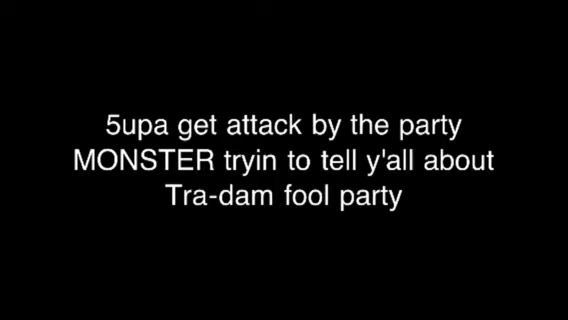 5upa get attack by the party
MONSTER tryin to tell y'all about
Tra-dam fool party